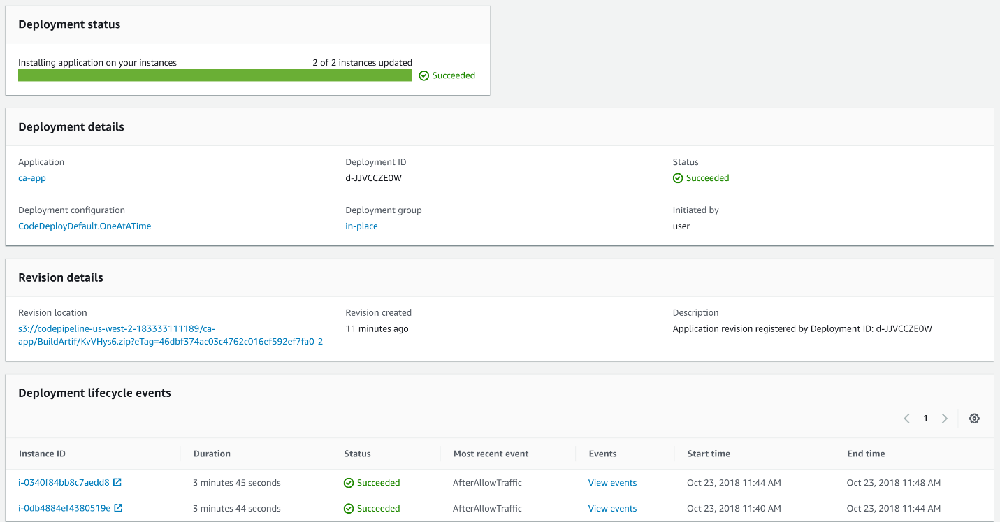 Deployment status
Installing application on your instances 2 of 2 instances updated
Succeeded
Deployment details
Application Deployment ID Status
ca-app d-JJVCCZE0W Succeeded
Deployment configuration Deployment group Initiated by
CodeDeployDefault.OneAtATime in-place user
Revision details
Revision location Revision created Description
s3://codepipeline-us-west-2-183333111189/ca- 11 minutes ago Application revision registered by Deployment ID: d-JJVCCZE0W
app/BuildArtif/KvVHys6.zip?eTag=46dbf374ac03c4762c016ef592ef7fa0-2
Deployment lifecycle events
1
Instance ID Duration Status Most recent event Events Start time End time
i-0340f84bb8c7aedd8 3 minutes 45 seconds Succeeded AfterAllowTraffic View events Oct 23, 2018 11:44 AM Oct 23, 2018 11:48 AM
i-0db4884ef4380519e 3 minutes 44 seconds Succeeded AfterAllowTraffic View events Oct 23, 2018 11:40 AM Oct 23, 2018 11:44 AM